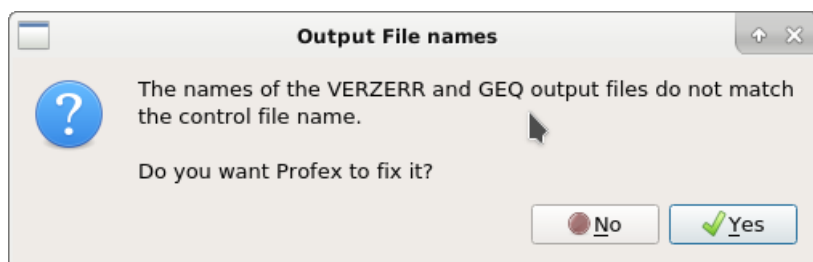 Output File names
The names of the VERZERR and GEQ output files do not match
the control file name.
Do you want Profex to fix it?
No
Yes